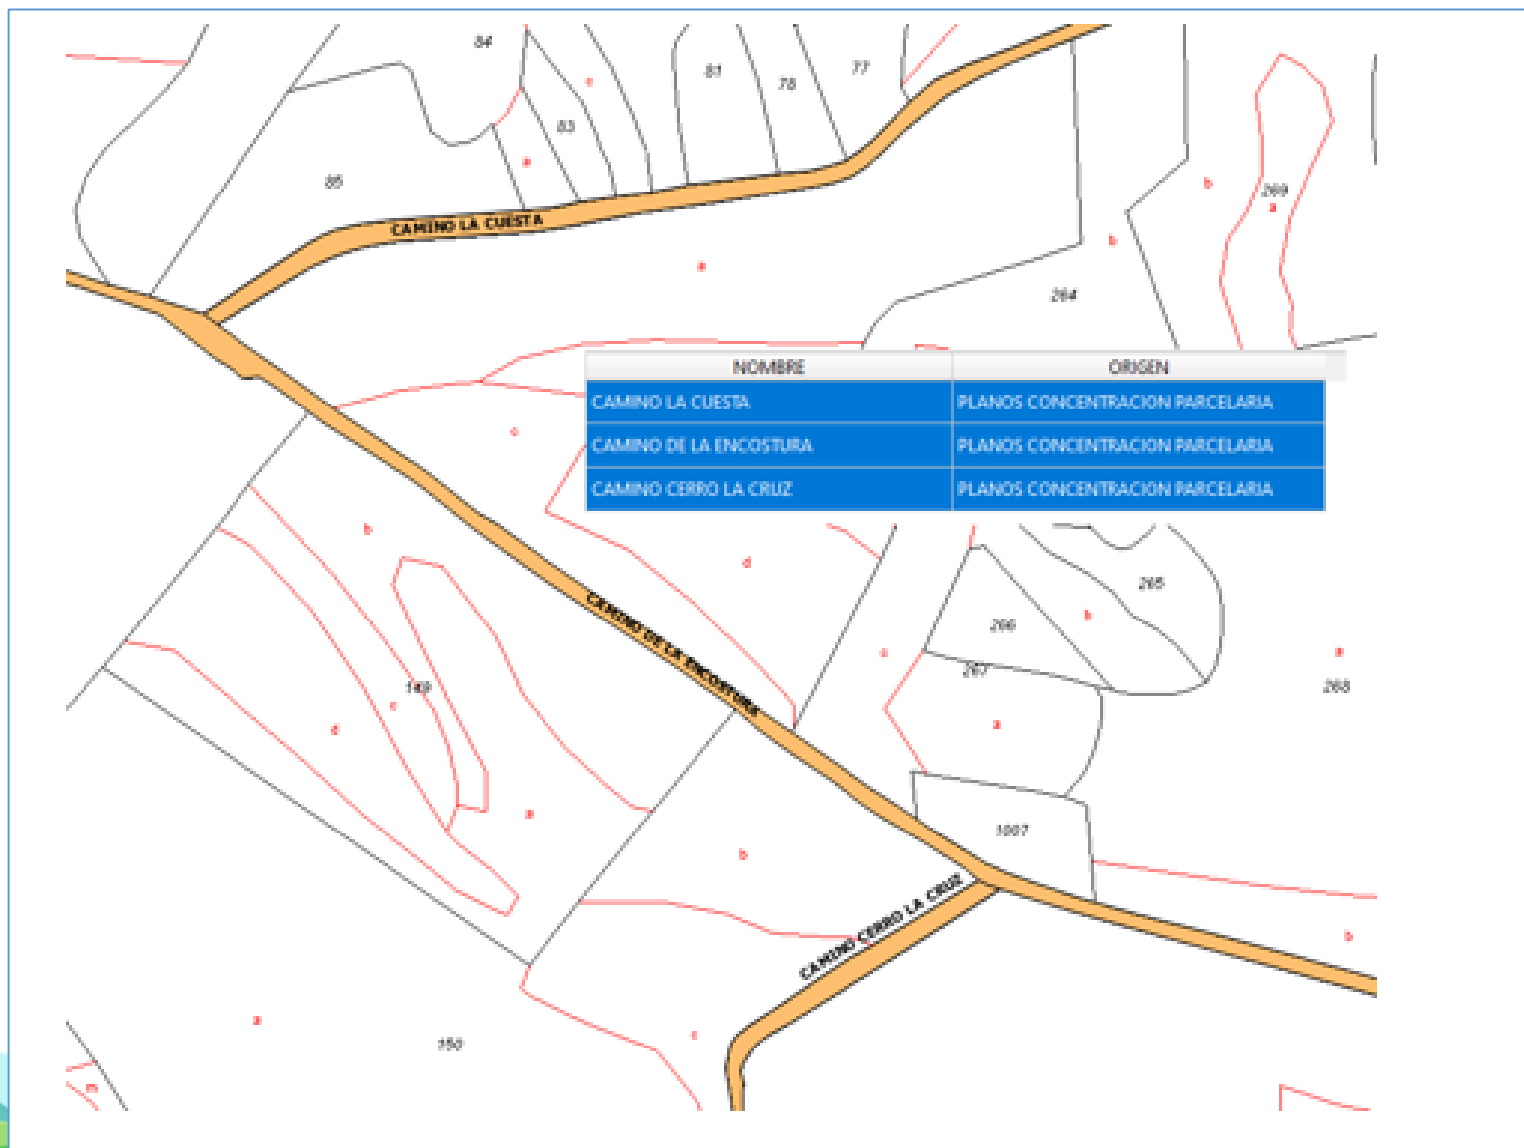 84
81
78
77
c
83
a
85
b
269
a
CAMINO LA CUESTA
b
a
264
NOMBRE ORIGEN
CAMINO LA CUESTA PLANOS CONCENTRACION PARCELARIA
CAMINO DE LA ENCOSTURA PLANOS CONCENTRACION PARCELARIA
CAMINO CERRO LA CRUZ PLANOS CONCENTRACION PARCELARIA
c
b
d
265
b
266
CAMINO DE LA ENCOSTURA
c
a
267
149
268
c
d
a
a
1007
b
CAMINO CERRO LA CRUZ
b
a
c
150